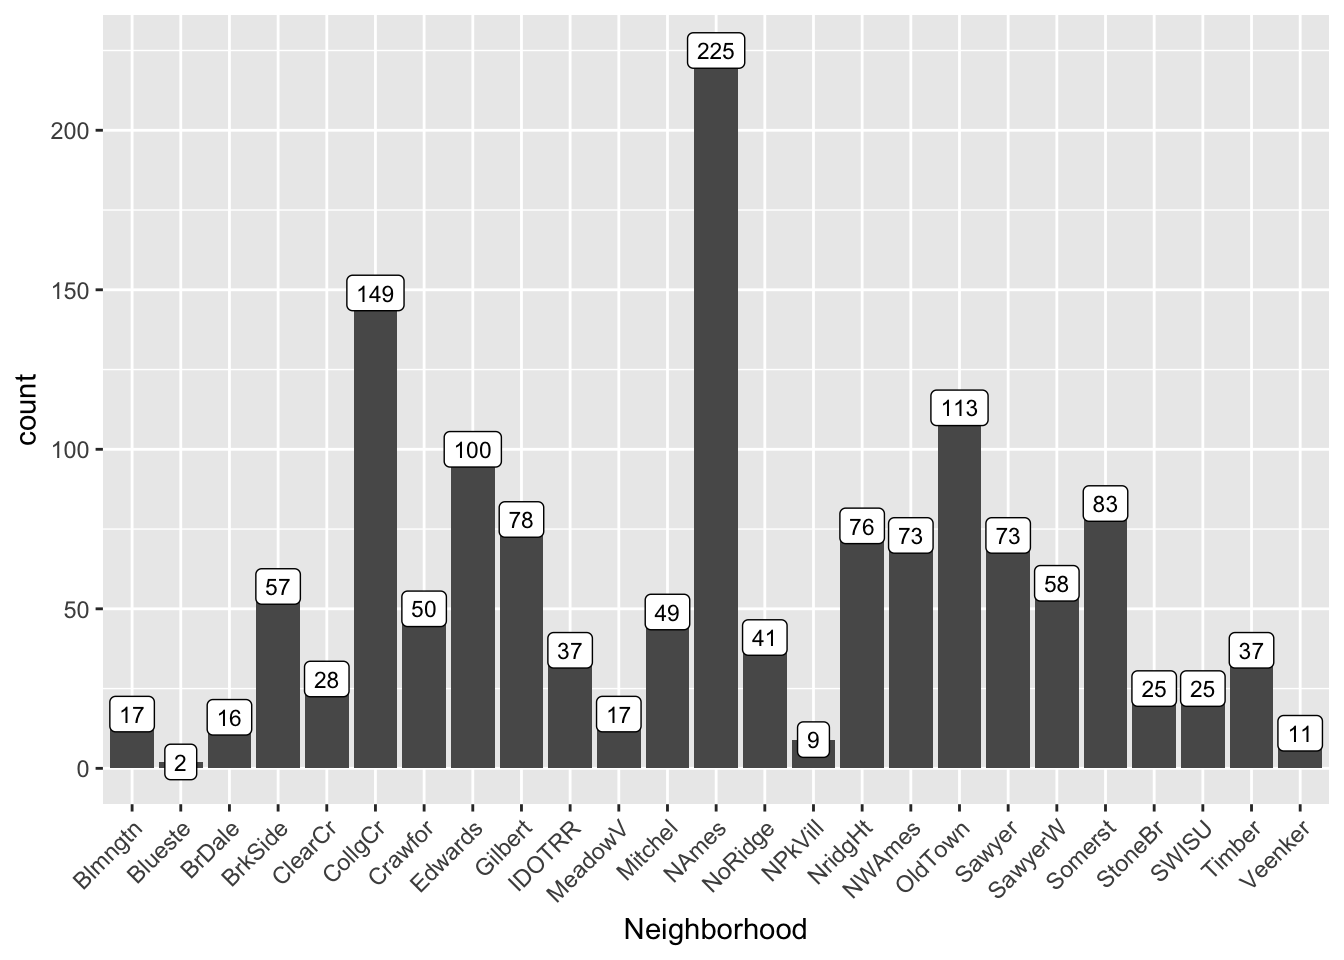 count
200
150
100
50
0
17
2
16
57
28
149
50
100
78
37
17
49
225
41
9
76
73
113
73
58
83
25
25
37
11
Blmngtn
Blueste
BrDale
BrkSide
ClearCr
CollgCr
Crawfor
Edwards
Gilbert
IDOTRR
MeadowV
Mitchel
NAmes
NoRidge
NPkVill
NridgHt
NWAmes
OldTown
Sawyer
SawyerW
Somerst
StoneBr
SWISU
Timber
Veenker
Neighborhood